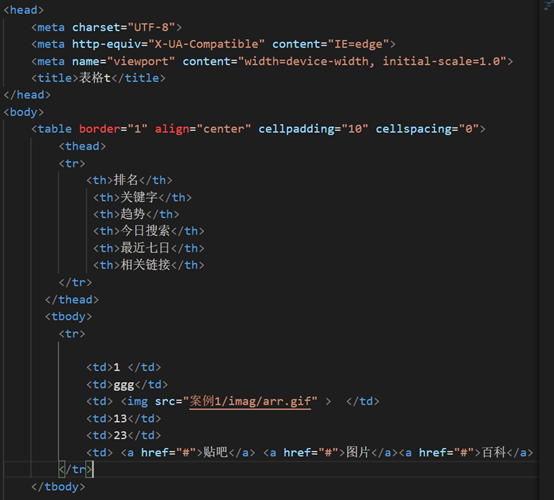 <head>
    <meta charset="UTF-8">
    <meta http-equiv="X-UA-Compatible" content="IE=edge">
    <meta name="viewport" content="width=device-width, initial-scale=1.0">
    <title>表格t</title>
</head>
<body>
    <table border="1" align="center" cellpadding="10" cellspacing="0">
        <thead>
        <tr>
            <th>排名</th>
             <th>关键字</th>
             <th>趋势</th>
             <th>今日搜索</th>
             <th>最近七日</th>
             <th>相关链接</th>
        </tr>
      </thead>
      <tbody>
        <tr>

            <td>1 </td>
            <td>ggg</td>
            <td> <img src="案例1/imag/arr.gif" >  </td>
            <td>13</td>
            <td>23</td>
            <td> <a href="#">贴吧</a> <a href="#">图片</a><a href="#">百科</a>
        </tr>
    </tbody>